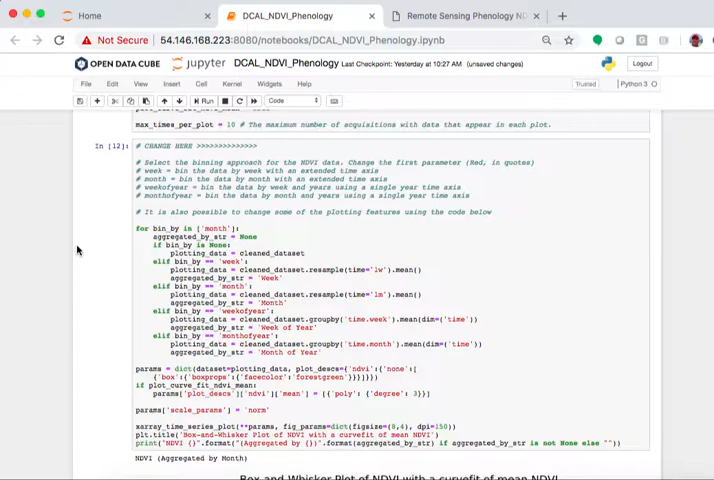 Home
DCAL_NDVI_Phenology
Remote Sensing Phenology ND
Not Secure
54.146.168.223:8080/notebooks/DCAL_NDVI_Phenology.ipynb
OPEN DATA CUBE
jupyter DCAL_NDVI_Phenology Last Checkpoint: Yesterday at 10:27 AM (unsaved changes)
Logout
File Edit View Insert Cell Kernel Widgets Help
Trusted
Python 3
Run
Code
max_times_per_plot = 10 # The maximum number of acquisitions with data that appear in each plot.
In [12]:
# CHANGE HERE >>>>>>>>>>>>>>
# Select the binning approach for the NDVI data. Change the first parameter (Red, in quotes)
# week = bin the data by week with an extended time axis
# month = bin the data by month with an extended time axis
# weekofyear = bin the data by week and years using a single year time axis
# monthofyear = bin the data by month and years using a single year time axis
# It is also possible to change some of the plotting features using the code below
for bin_by in ['month']:
aggregated_by_str = None
if bin_by is None:
plotting_data = cleaned_dataset
elif bin_by == 'week':
plotting_data = cleaned_dataset.resample(time='1w').mean()
aggregated_by_str = 'Week'
elif bin_by == 'month':
plotting_data = cleaned_dataset.resample(time='1m').mean()
aggregated_by_str = 'Month'
elif bin_by == 'weekofyear':
plotting_data = cleaned_dataset.groupby('time.week').mean(dim=('time'))
aggregated_by_str = 'Week of Year'
elif bin_by == 'monthofyear':
plotting_data = cleaned_dataset.groupby('time.month').mean(dim=('time'))
aggregated_by_str = 'Month of Year'
params = dict(dataset=plotting_data, plot_descs={'ndvi':{'none':[
{'box':{'boxprops':{'facecolor':'forestgreen'}}}]}})
if plot_curve_fit_ndvi_mean:
params['plot_descs']['ndvi']['mean'] = [{'poly': {'degree': 3}}]
params['scale_params'] = 'norm'
xarray_time_series_plot(**params, fig_params=dict(figsize=(8,4), dpi=150))
plt.title('Box-and-Whisker Plot of NDVI with a curvefit of mean NDVI')
print("NDVI {}".format("(Aggregated by {})".format(aggregated_by_str) if aggregated_by_str is not None else ""))
NDVI (Aggregated by Month)
Box-and-Whisker Plot of NDVI with a curvefit of mean NDVI